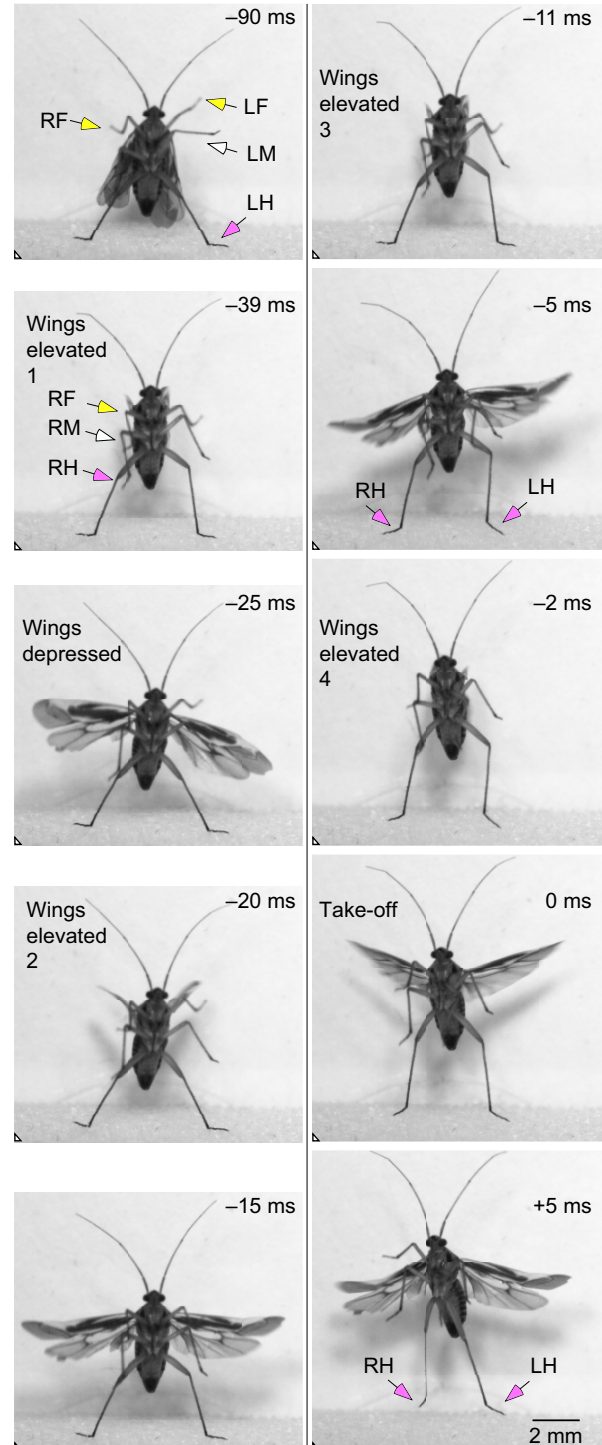 –90 ms
RF
LF
LM
LH
–39 ms
Wings
elevated
1
RF
RM
RH
–25 ms
Wings
depressed
–20 ms
Wings
elevated
2
–15 ms
–11 ms
Wings
elevated
3
–5 ms
RH
LH
–2 ms
Wings
elevated
4
Take-off
0 ms
+5 ms
RH
LH
2 mm